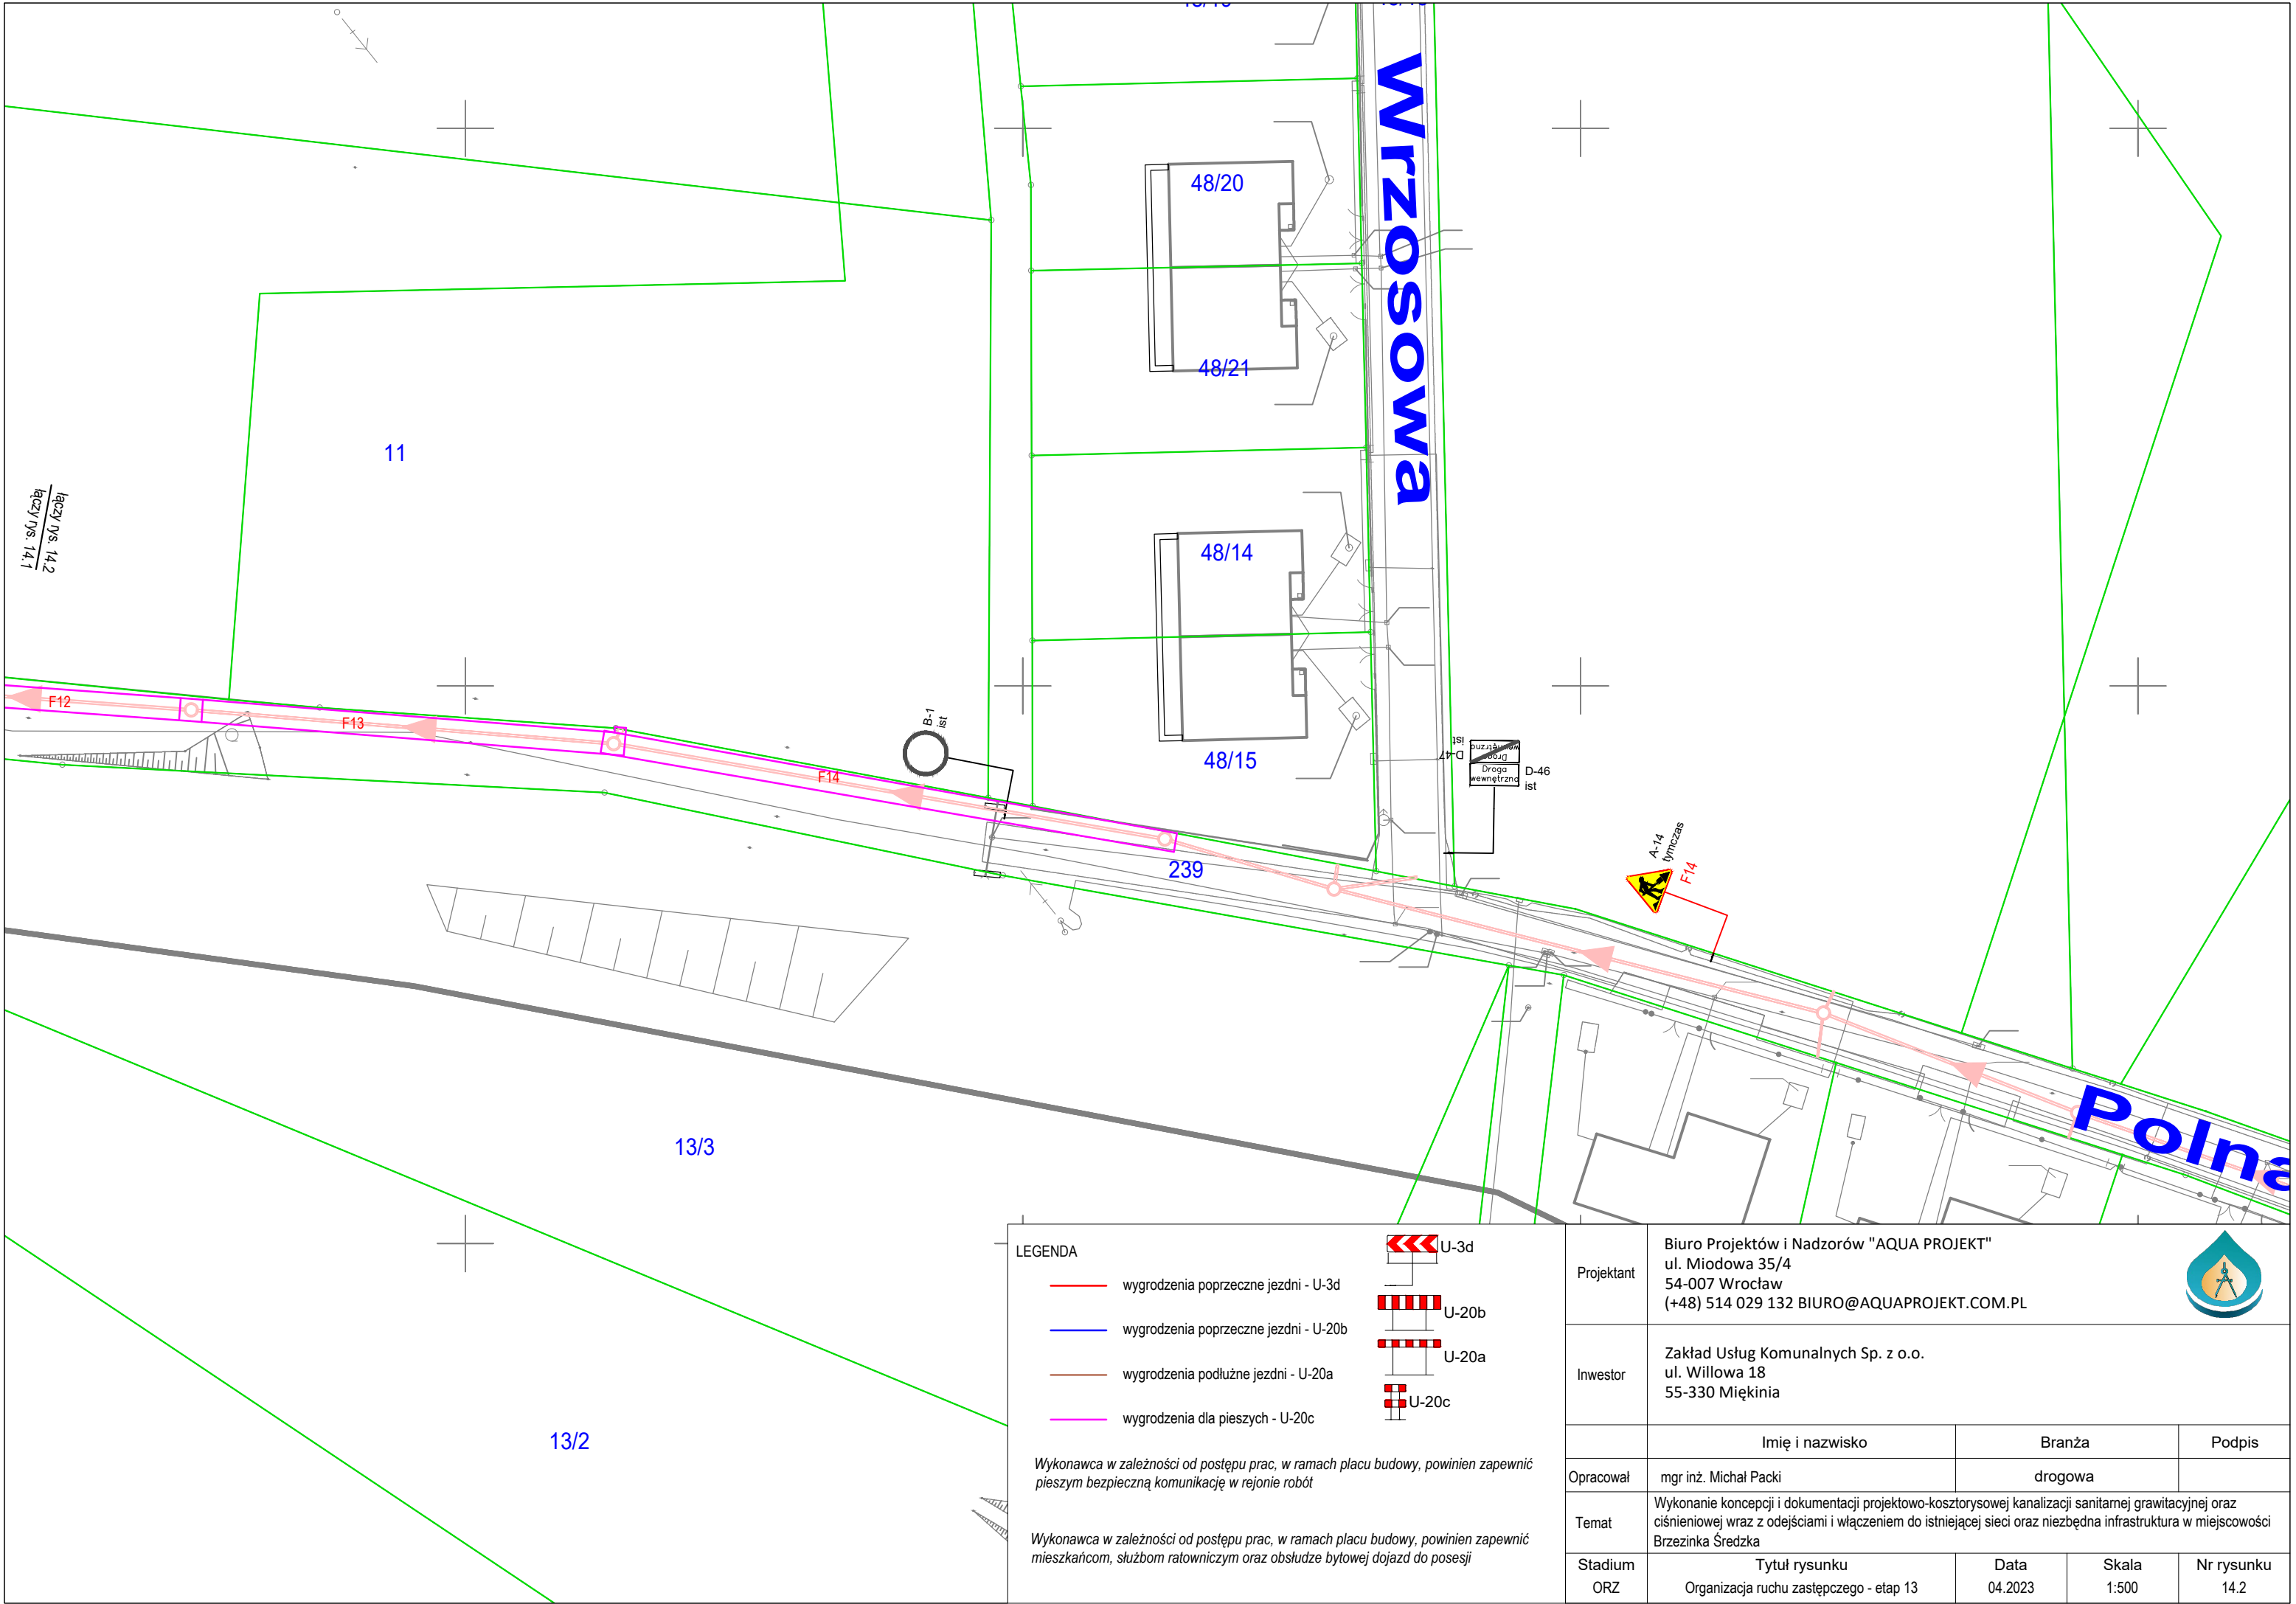 Wrzosowa
48/20
48/21
11
łączy rys. 14.2
łączy rys. 14.1
48/14
48/15
F12
F13
F14
B-1
ist
D-47
ist
Droga
wewnętrzna
Droga
wewnętrzna
D-46
ist
A-14
tymczas
F14
239
Polna
13/3
13/2
LEGENDA
wygrodzenia poprzeczne jezdni - U-3d
wygrodzenia poprzeczne jezdni - U-20b
wygrodzenia podłużne jezdni - U-20a
wygrodzenia dla pieszych - U-20c
U-3d
U-20b
U-20a
U-20c
Wykonawca w zależności od postępu prac, w ramach placu budowy, powinien zapewnić
pieszym bezpieczną komunikację w rejonie robót
Wykonawca w zależności od postępu prac, w ramach placu budowy, powinien zapewnić
mieszkańcom, służbom ratowniczym oraz obsłudze bytowej dojazd do posesji
Projektant
Biuro Projektów i Nadzorów "AQUA PROJEKT"
ul. Miodowa 35/4
54-007 Wrocław
(+48) 514 029 132 BIURO@AQUAPROJEKT.COM.PL
Inwestor
Zakład Usług Komunalnych Sp. z o.o.
ul. Willowa 18
55-330 Miękinia
Imię i nazwisko Branża Podpis
Opracował mgr inż. Michał Packi drogowa
Temat
Wykonanie koncepcji i dokumentacji projektowo-kosztorysowej kanalizacji sanitarnej grawitacyjnej oraz
ciśnieniowej wraz z odejściami i włączeniem do istniejącej sieci oraz niezbędna infrastruktura w miejscowości
Brzezinka Średzka
Stadium Tytuł rysunku Data Skala Nr rysunku
ORZ Organizacja ruchu zastępczego - etap 13 04.2023 1:500 14.2